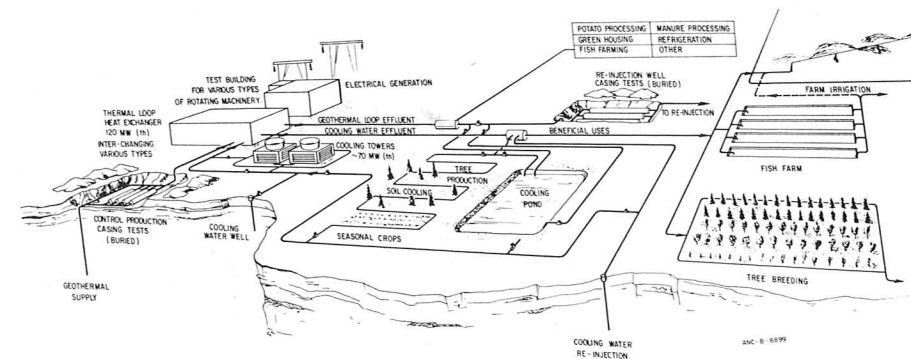 POTATO PROCESSING MANURE PROCESSING
GREEN HOUSING REFRIGERATION
FISH FARMING OTHER
TEST BUILDING
FOR VARIOUS TYPES
OF ROTATING MACHINERY
ELECTRICAL GENERATION
RE-INJECTION WELL
CASING TESTS (BURIED)
TO RE-INJECTION
FARM IRRIGATION
THERMAL LOOP
HEAT EXCHANGER
120 MW (th)
INTER-CHANGING
VARIOUS TYPES
GEOTHERMAL LOOP EFFLUENT
COOLING WATER EFFLUENT
BENEFICIAL USES
COOLING TOWERS
~70 MW (th)
TREE
PRODUCTION
SOIL COOLING
COOLING
POND
FISH FARM
CONTROL PRODUCTION
CASING TESTS
(BURIED)
COOLING
WATER WELL
SEASONAL CROPS
TREE BREEDING
GEOTHERMAL
SUPPLY
COOLING WATER
RE-INJECTION
ANC-B-6899